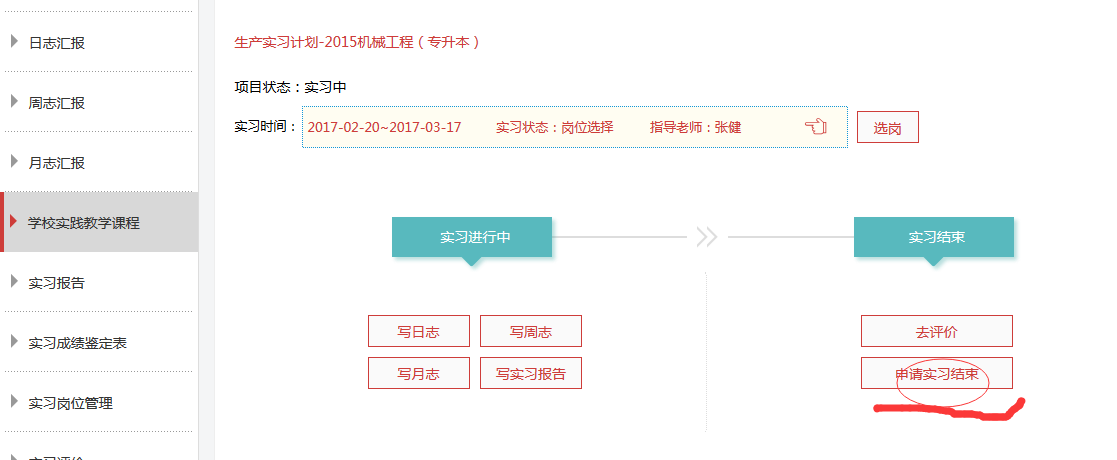 日志汇报
周志汇报
月志汇报
学校实践教学课程
实习报告
实习成绩鉴定表
实习岗位管理
实习评价
生产实习计划-2015机械工程（专升本）
项目状态：实习中
实习时间： 2017-02-20~2017-03-17 实习状态：岗位选择 指导老师：张健 选岗
实习进行中 实习结束
写日志 写周志 去评价
写月志 写实习报告 申请实习结束